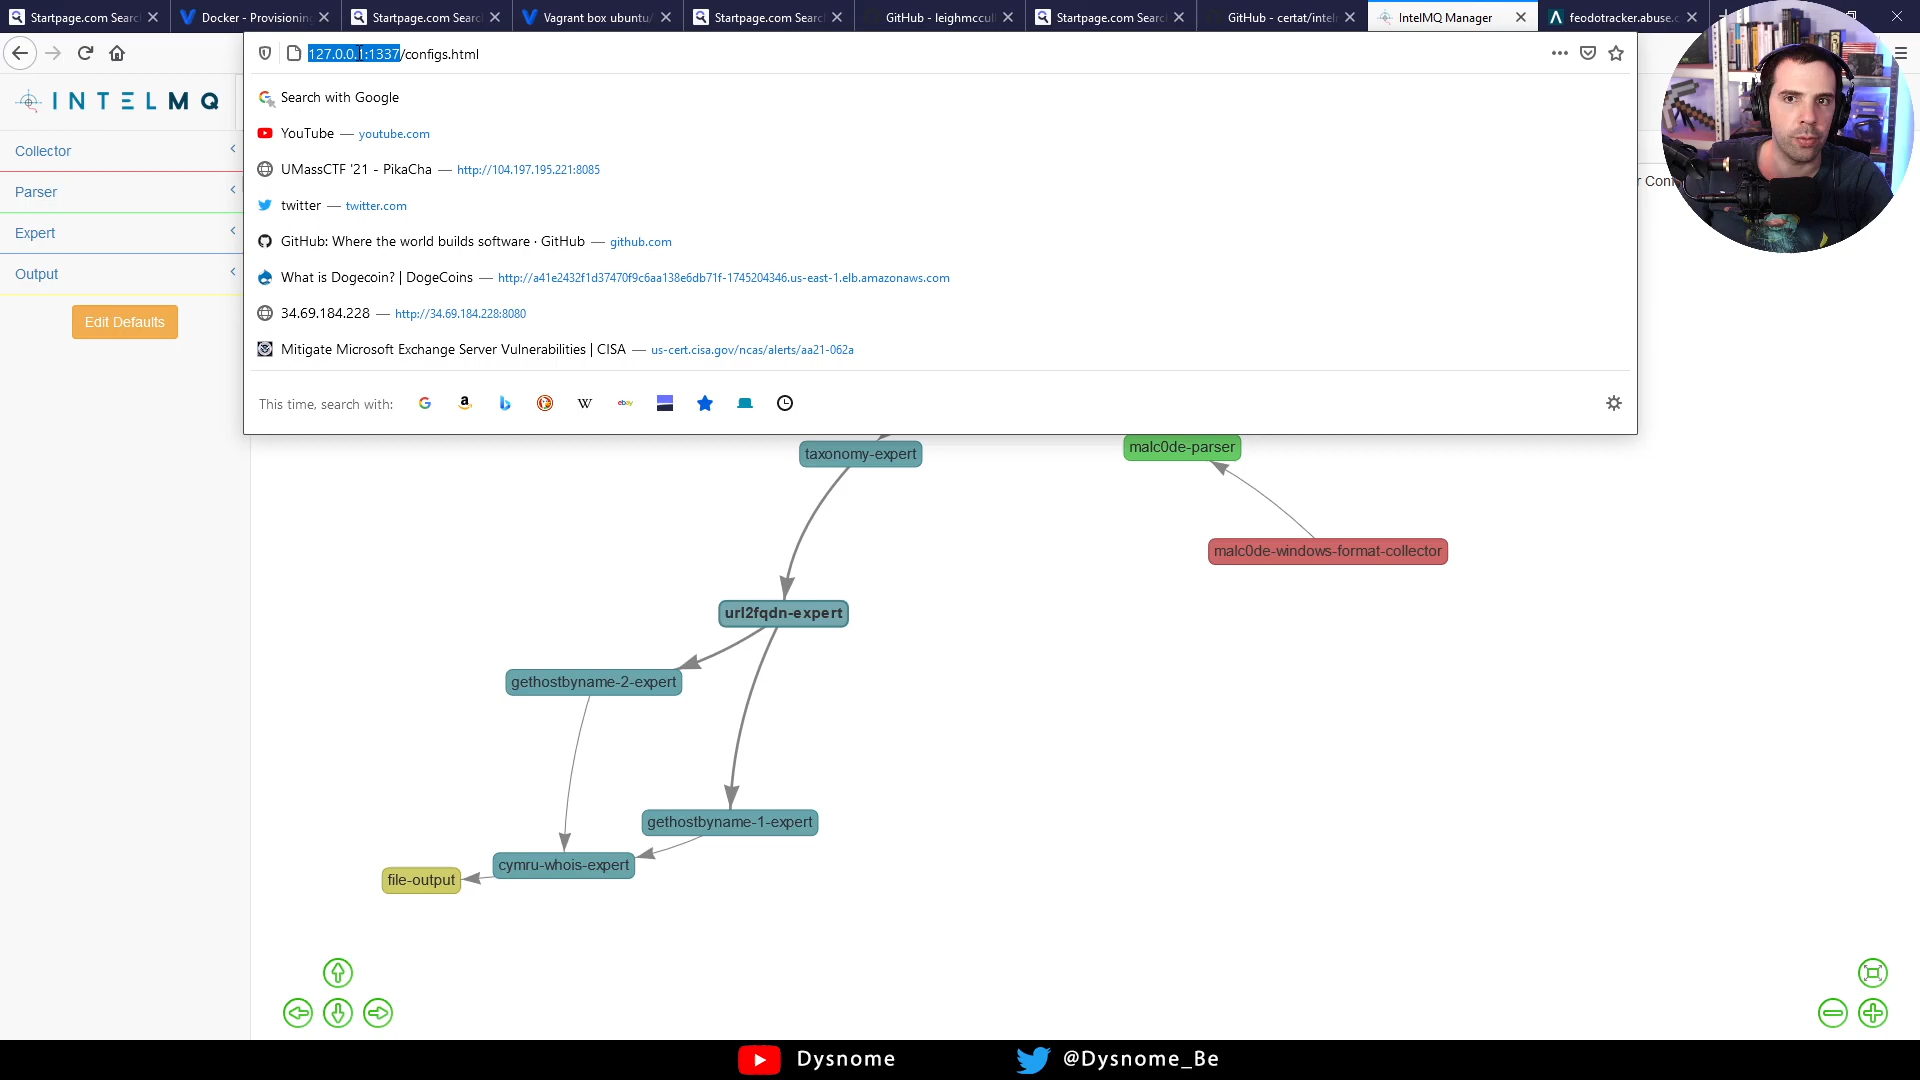 Startpage.com Searc
Docker - Provisioning
Startpage.com Searc
Vagrant box ubuntu/
Startpage.com Searc
GitHub - leighmccull
Startpage.com Searc
GitHub - certat/intelm
IntelMQ Manager
feodotracker.abuse.c
127.0.0.1:1337/configs.html
INTELMQ
Search with Google
YouTube — youtube.com
UMassCTF '21 - PikaCha — http://104.197.195.221:8085
twitter — twitter.com
GitHub: Where the world builds software · GitHub — github.com
What is Dogecoin? | DogeCoins — http://a41e2432f1d37470f9c6aa138e6db71f-1745204346.us-east-1.elb.amazonaws.com
34.69.184.228 — http://34.69.184.228:8080
Mitigate Microsoft Exchange Server Vulnerabilities | CISA — us-cert.cisa.gov/ncas/alerts/aa21-062a
This time, search with:
W
ebay
Collector
Parser
Expert
Output
Edit Defaults
taxonomy-expert
malc0de-parser
malc0de-windows-format-collector
url2fqdn-expert
gethostbyname-2-expert
gethostbyname-1-expert
cymru-whois-expert
file-output
Dysnome
@Dysnome_Be